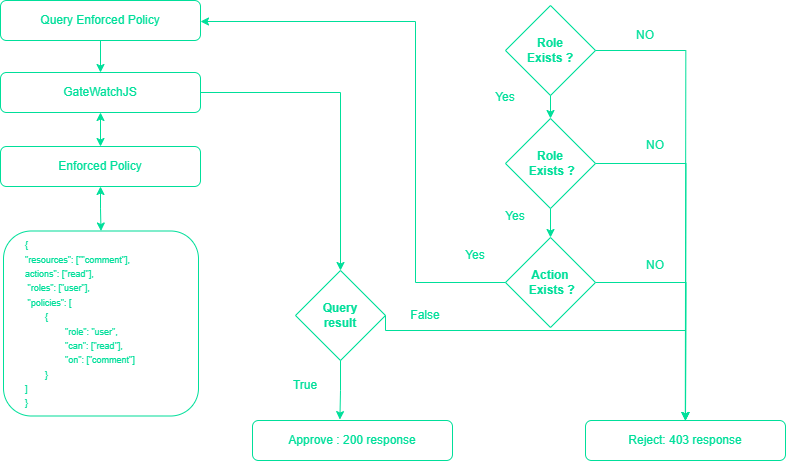 Query Enforced Policy
GateWatchJS
Enforced Policy
{
"resources": [""comment"],
actions": ["read"],
"roles": ["user"],
"policies": [
{
"role": "user",
"can": ["read"],
"on": ["comment"]
}
]
}
Query
result
False
True
Approve : 200 response
Role
Exists ?
NO
Yes
Role
Exists ?
NO
Yes
Action
Exists ?
Yes
NO
Reject: 403 response